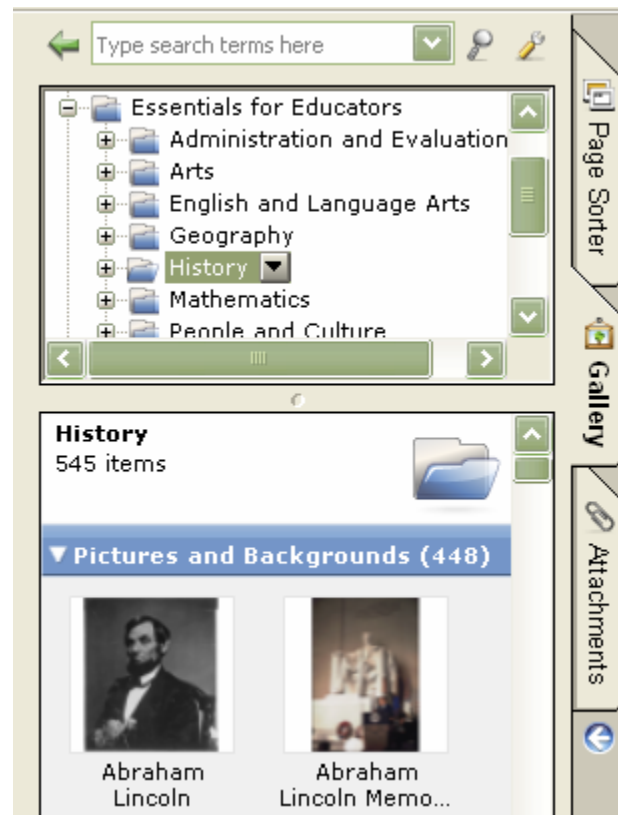 Type search terms here
Essentials for Educators
Administration and Evaluation
Arts
English and Language Arts
Geography
History
Mathematics
People and Culture
History
545 items
Pictures and Backgrounds (448)
Abraham
Lincoln
Abraham
Lincoln Memo...
Page Sorter
Gallery
Attachments